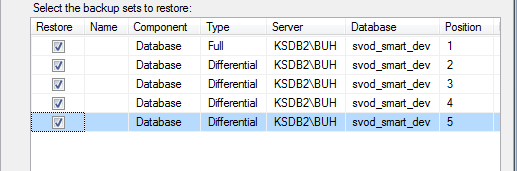 Select the backup sets to restore:
Restore Name Component Type Server Database Position
Database Full KSDB2\BUH svod_smart_dev 1
Database Differential KSDB2\BUH svod_smart_dev 2
Database Differential KSDB2\BUH svod_smart_dev 3
Database Differential KSDB2\BUH svod_smart_dev 4
Database Differential KSDB2\BUH svod_smart_dev 5